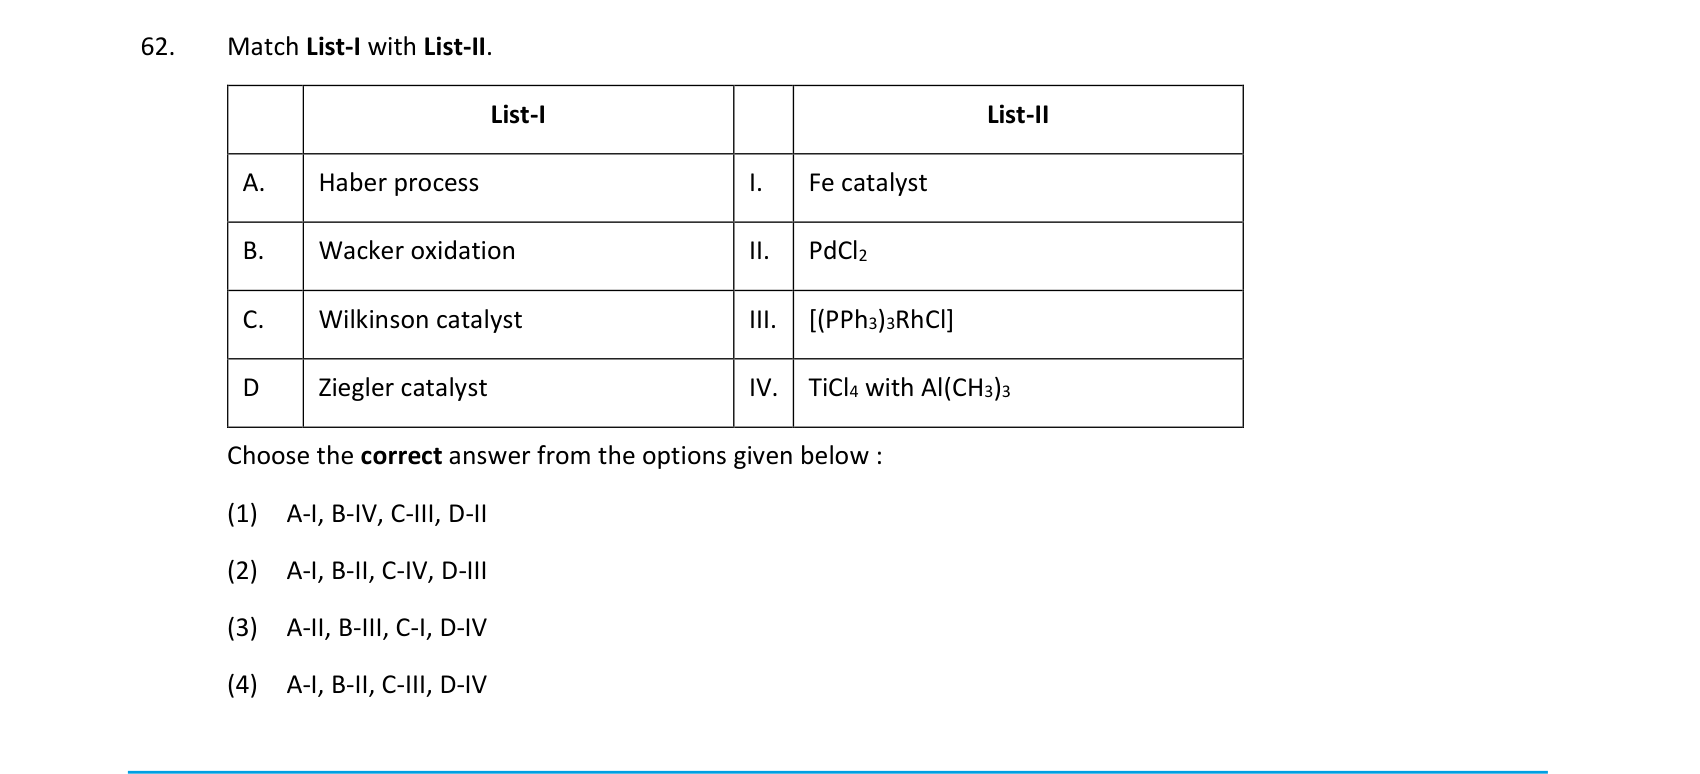 62. Match List-I with List-II.
List-I List-II
A. Haber process I. Fe catalyst
B. Wacker oxidation II. PdCl₂
C. Wilkinson catalyst III. [(PPh₃)₃RhCl]
D Ziegler catalyst IV. TiCl₄ with Al(CH₃)₃
Choose the correct answer from the options given below :
(1) A-I, B-IV, C-III, D-II
(2) A-I, B-II, C-IV, D-III
(3) A-II, B-III, C-I, D-IV
(4) A-I, B-II, C-III, D-IV